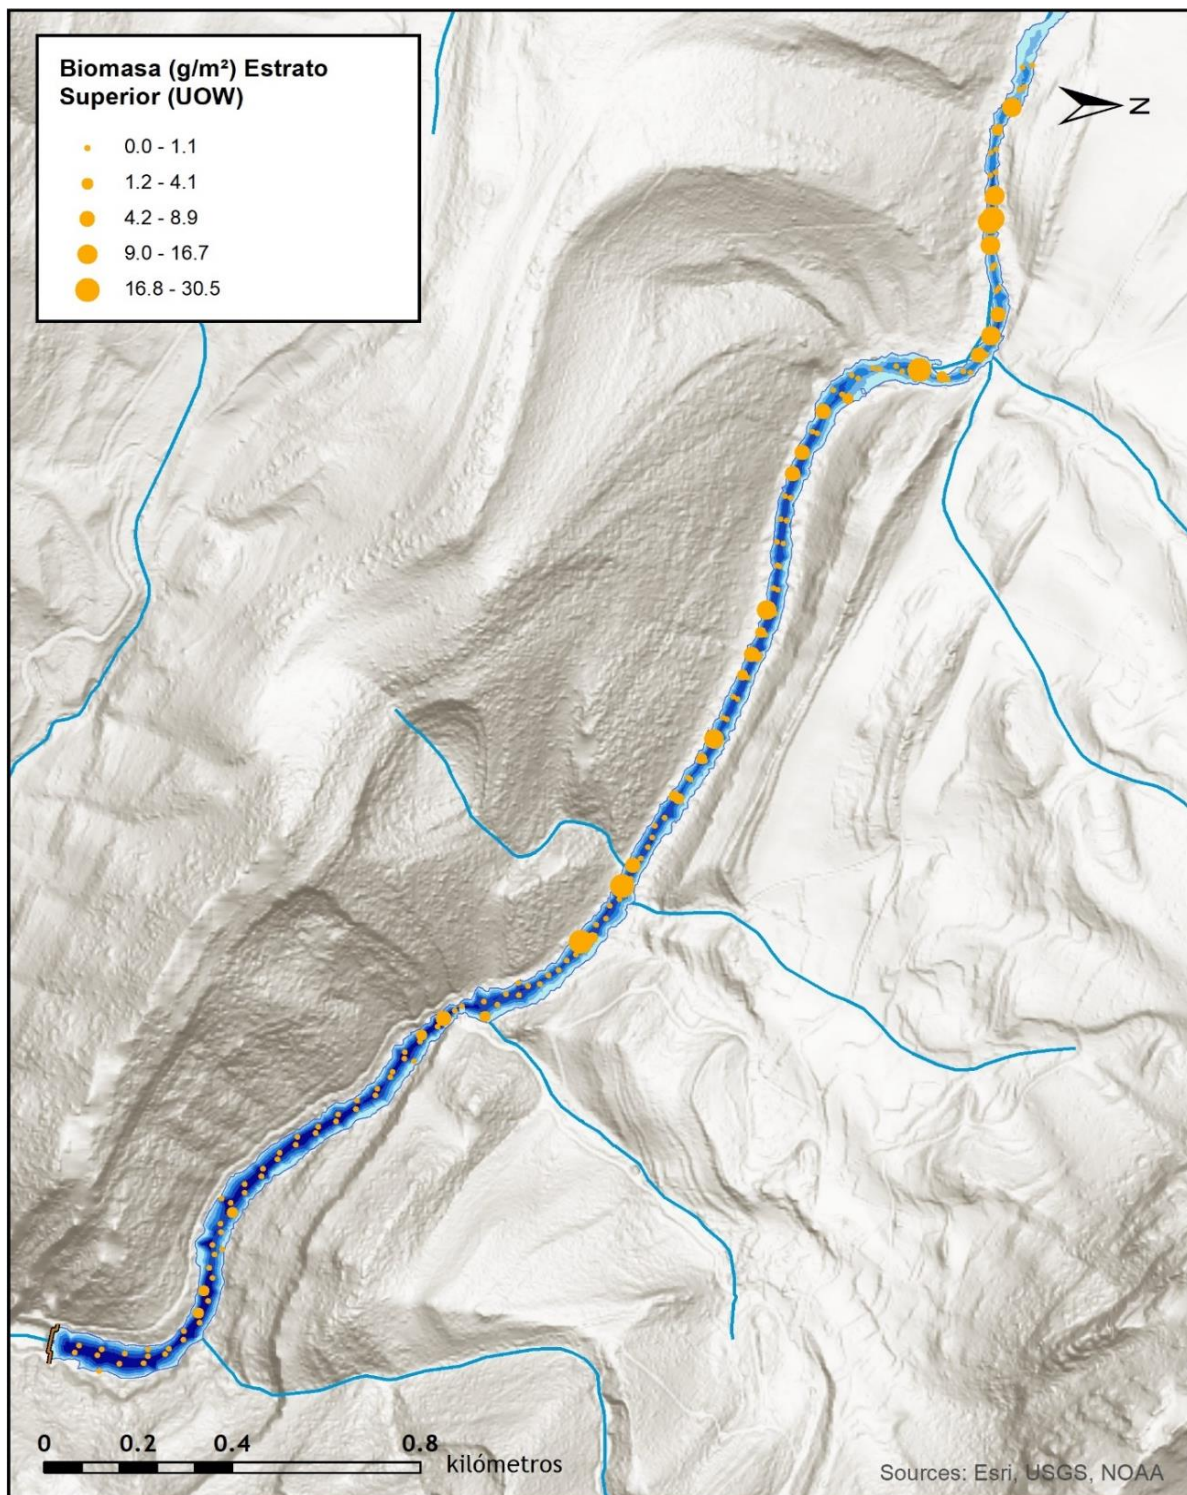 Biomasa (g/m²) Estrato
Superior (UOW)
0.0 - 1.1
1.2 - 4.1
4.2 - 8.9
9.0 - 16.7
16.8 - 30.5
N
0 0.2 0.4 0.8
kilómetros
Sources: Esri, USGS, NOAA